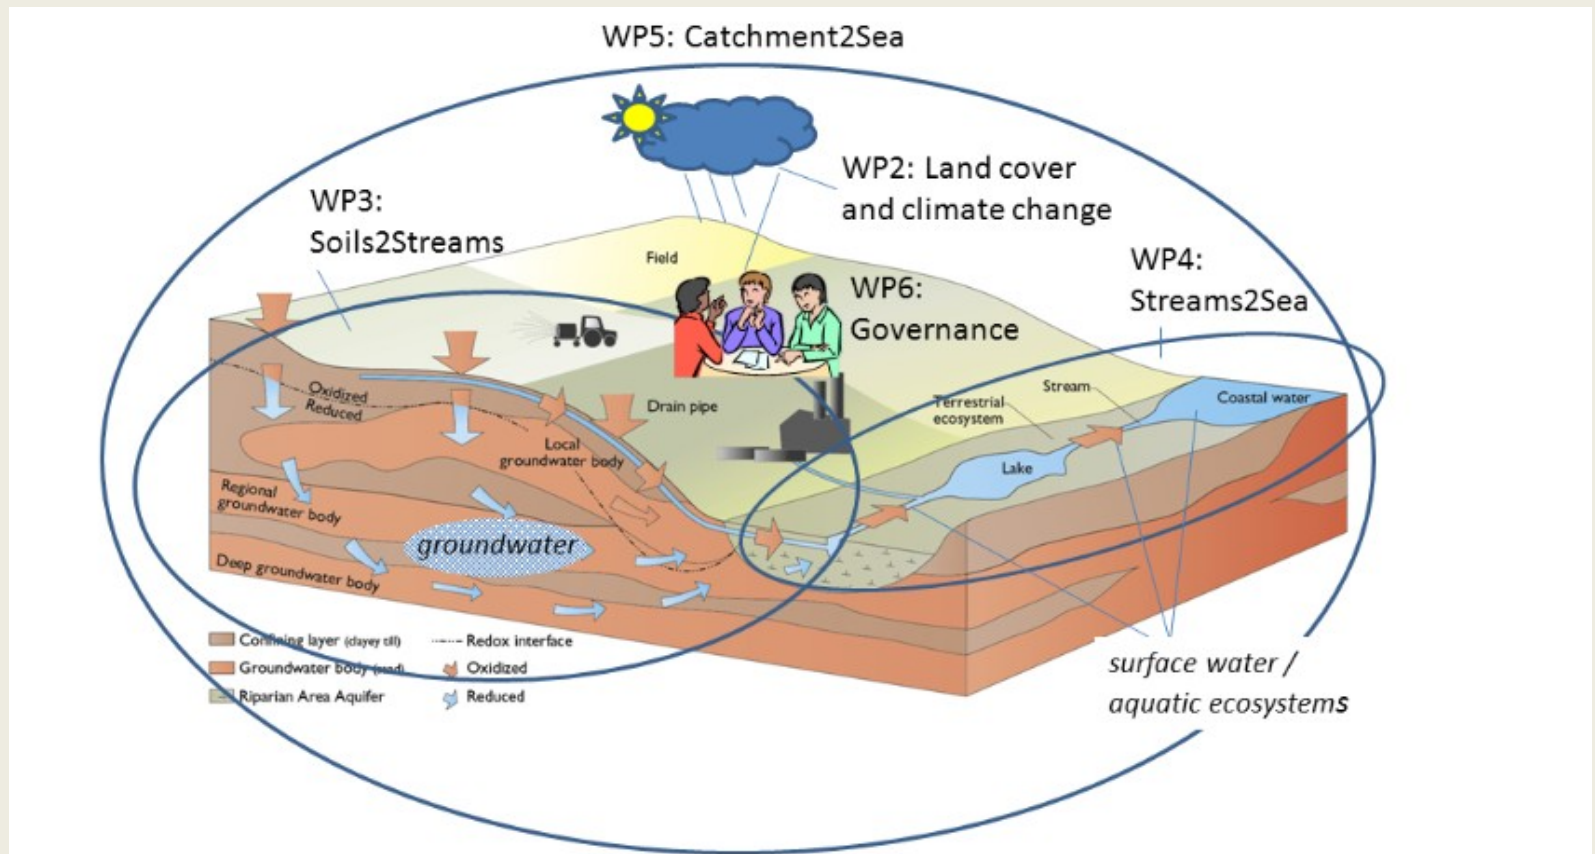 WP5: Catchment2Sea
WP2: Land cover
and climate change
WP3:
Soils2Streams
Field
WP4:
Streams2Sea
WP6:
Governance
Oxidized
Reduced
Drain pipe
Stream
Coastal water
Terrestrial
ecosystem
Local
groundwater body
Lake
Regional
groundwater body
groundwater
Deep groundwater body
Confining layer (clayey till)
Groundwater body (sand)
Riparian Area Aquifer
Redox interface
Oxidized
Reduced
surface water /
aquatic ecosystems